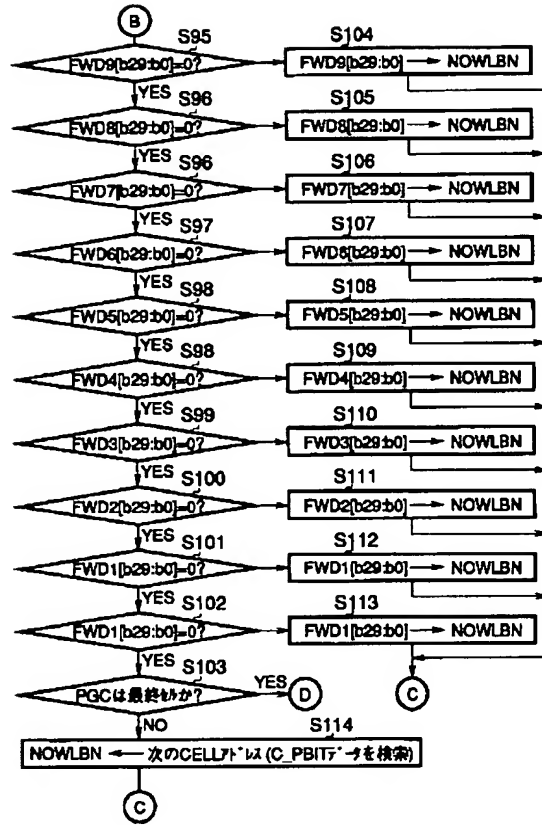 B
S95 S104
FWD9[b29:b0]=0? FWD9[b29:b0] → NOWLBN
YES
S96 S105
FWD8[b29:b0]=0? FWD8[b29:b0] → NOWLBN
YES
S96 S106
FWD7[b29:b0]=0? FWD7[b29:b0] → NOWLBN
YES
S97 S107
FWD6[b29:b0]=0? FWD6[b29:b0] → NOWLBN
YES
S98 S108
FWD5[b29:b0]=0? FWD5[b29:b0] → NOWLBN
YES
S98 S109
FWD4[b29:b0]=0? FWD4[b29:b0] → NOWLBN
YES
S99 S110
FWD3[b29:b0]=0? FWD3[b29:b0] → NOWLBN
YES
S100 S111
FWD2[b29:b0]=0? FWD2[b29:b0] → NOWLBN
YES
S101 S112
FWD1[b29:b0]=0? FWD1[b29:b0] → NOWLBN
YES
S102 S113
FWD1[b29:b0]=0? FWD1[b29:b0] → NOWLBN
YES
S103
PGCは最終ｾﾙか? YES D C
NO
S114
NOWLBN ← 次のCELLｱﾄﾞﾚｽ(C_PBITﾃﾞｰﾀを検索)
C